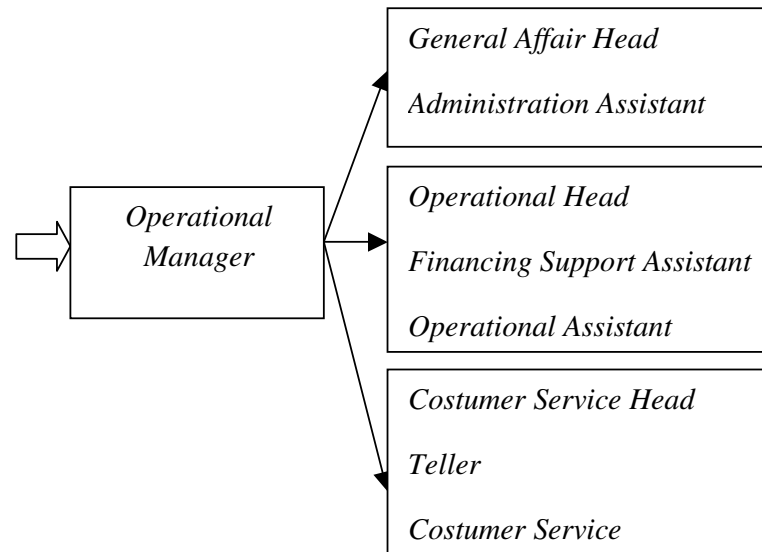 General Affair Head
Administration Assistant
Operational
Manager
Operational Head
Financing Support Assistant
Operational Assistant
Costumer Service Head
Teller
Costumer Service